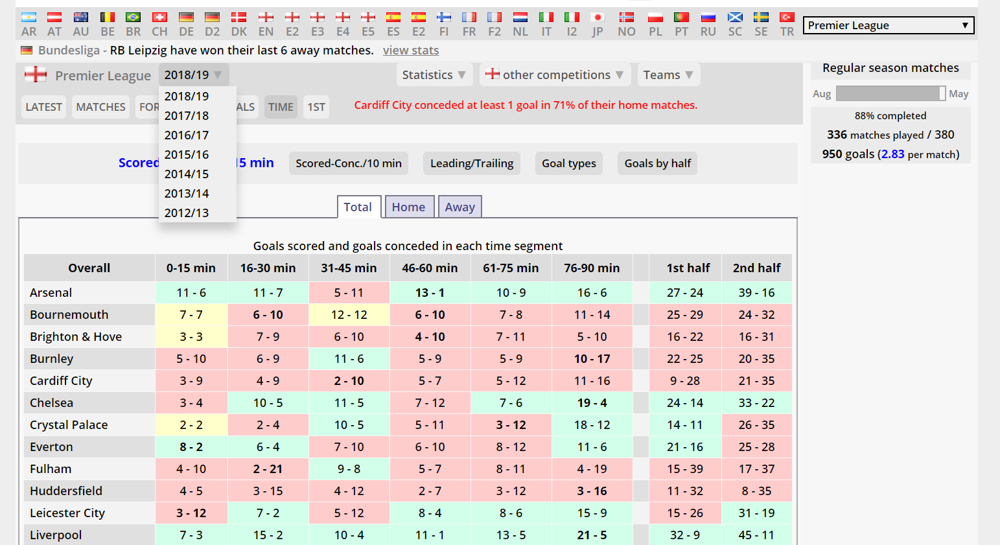 AR AT AU BE BR CH DE D2 DK EN E2 E3 E4 E5 ES E2 FI FR F2 NL IT I2 JP NO PL PT RU SC SE TR Premier League ▼
Bundesliga - RB Leipzig have won their last 6 away matches. view stats
Premier League 2018/19 ▼ Statistics ▼ other competitions ▼ Teams ▼
LATEST MATCHES FOR ALS TIME 1ST
Cardiff City conceded at least 1 goal in 71% of their home matches.
2018/19
2017/18
2016/17
2015/16
2014/15
2013/14
2012/13
Regular season matches
Aug May
88% completed
336 matches played / 380
950 goals (2.83 per match)
Scored 5 min Scored-Conc./10 min Leading/Trailing Goal types Goals by half
Total Home Away
Goals scored and goals conceded in each time segment
Overall 0-15 min 16-30 min 31-45 min 46-60 min 61-75 min 76-90 min 1st half 2nd half
Arsenal 11 - 6 11 - 7 5 - 11 13 - 1 10 - 9 16 - 6 27 - 24 39 - 16
Bournemouth 7 - 7 6 - 10 12 - 12 6 - 10 7 - 8 11 - 14 25 - 29 24 - 32
Brighton & Hove 3 - 3 7 - 9 6 - 10 4 - 10 7 - 11 5 - 10 16 - 22 16 - 31
Burnley 5 - 10 6 - 9 11 - 6 5 - 9 5 - 9 10 - 17 22 - 25 20 - 35
Cardiff City 3 - 9 4 - 9 2 - 10 5 - 7 5 - 12 11 - 16 9 - 28 21 - 35
Chelsea 3 - 4 10 - 5 11 - 5 7 - 12 7 - 6 19 - 4 24 - 14 33 - 22
Crystal Palace 2 - 2 2 - 4 10 - 5 5 - 11 3 - 12 18 - 12 14 - 11 26 - 35
Everton 8 - 2 6 - 4 7 - 10 6 - 10 8 - 12 11 - 6 21 - 16 25 - 28
Fulham 4 - 10 2 - 21 9 - 8 5 - 7 8 - 11 4 - 19 15 - 39 17 - 37
Huddersfield 4 - 5 3 - 15 4 - 12 2 - 7 3 - 12 3 - 16 11 - 32 8 - 35
Leicester City 3 - 12 7 - 2 5 - 12 8 - 4 8 - 6 15 - 9 15 - 26 31 - 19
Liverpool 7 - 3 15 - 2 10 - 4 11 - 1 13 - 5 21 - 5 32 - 9 45 - 11